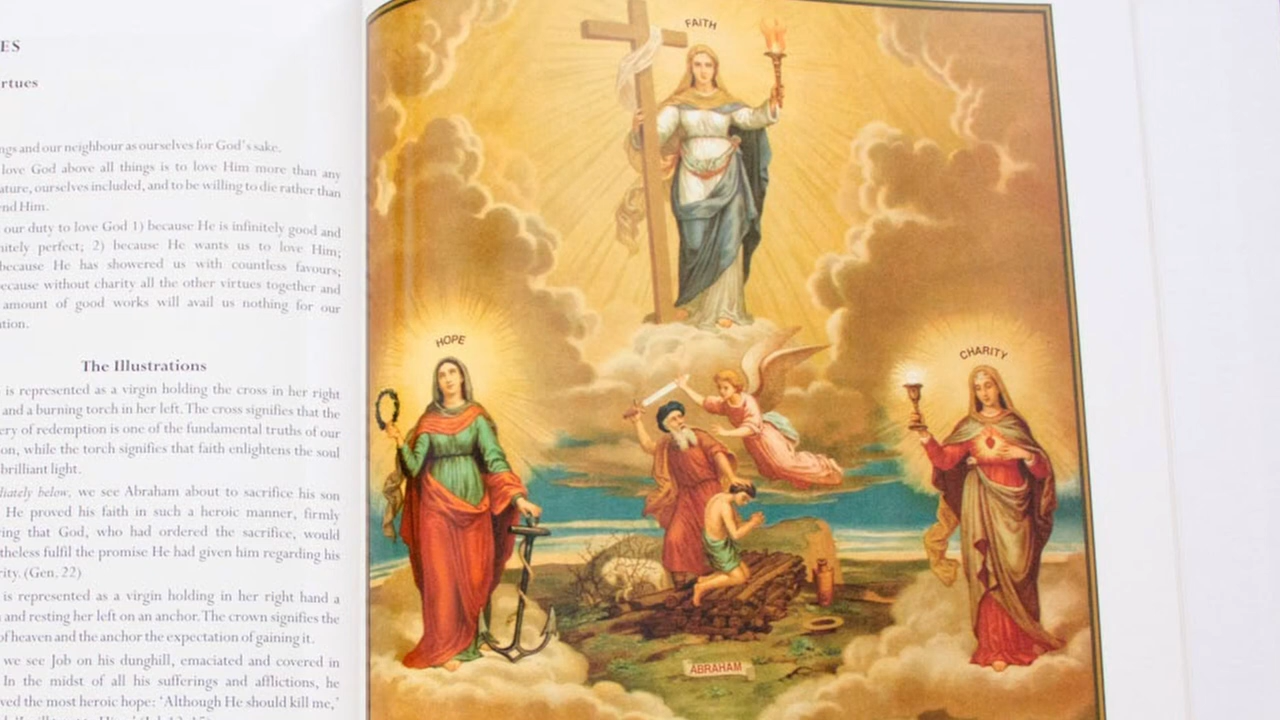 ES
rtues
ngs and our neighbour as ourselves for God's sake.
love God above all things is to love Him more than any
ature, ourselves included, and to be willing to die rather than
nd Him.
our duty to love God 1) because He is infinitely good and
nitely perfect; 2) because He wants us to love Him;
because He has showered us with countless favours;
ecause without charity all the other virtues together and
amount of good works will avail us nothing for our
ation.
The Illustrations
is represented as a virgin holding the cross in her right
and a burning torch in her left. The cross signifies that the
ery of redemption is one of the fundamental truths of our
on, while the torch signifies that faith enlightens the soul
brilliant light.
diately below, we see Abraham about to sacrifice his son
He proved his faith in such a heroic manner, firmly
ing that God, who had ordered the sacrifice, would
theless fulfil the promise He had given him regarding his
rity. (Gen. 22)
is represented as a virgin holding in her right hand a
and resting her left on an anchor. The crown signifies the
of heaven and the anchor the expectation of gaining it.
we see Job on his dunghill, emaciated and covered in
In the midst of all his sufferings and afflictions, he
ved the most heroic hope: 'Although He should kill me,'
FAITH
HOPE
CHARITY
ABRAHAM